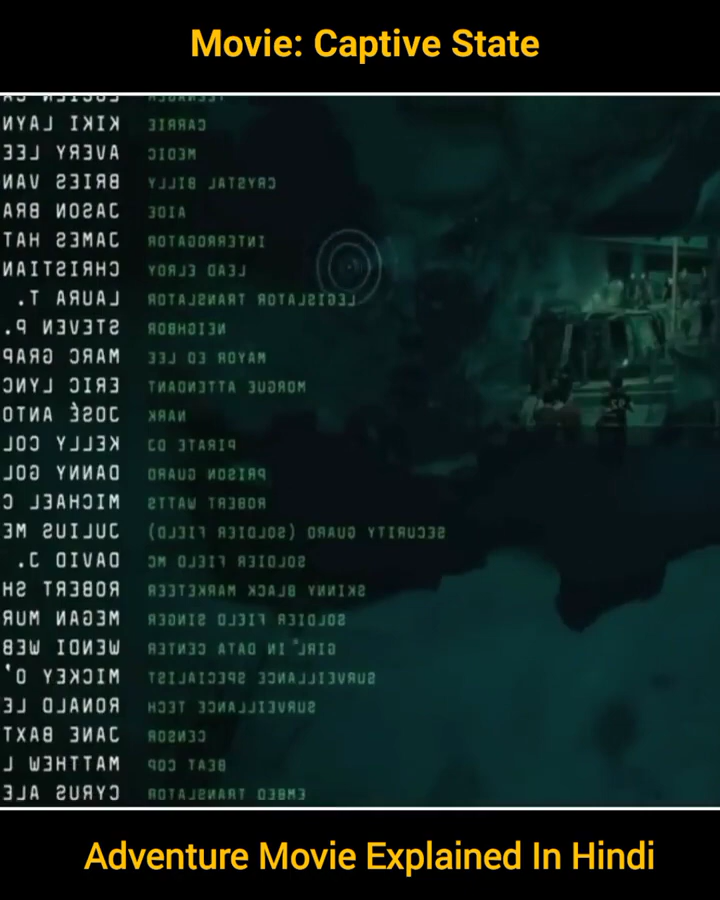 Movie: Captive State
CARRIE KIKI LAYN
MEDIC AVERY LEE
CRYSTAL BILLY BRIES VAN
AIDE JASON BRA
INTERROGATOR JAMES HAT
LEAD ELROY CHRISTIAN
LEGISLATOR TRANSLATOR LAURA T.
NEIGHBOR STEVEN P.
MAYOR ED LEE MARC GRAP
MORGUE ATTENDANT ERIC LYNC
NARK JOSÉ ANTO
PIRATE CO KELLY COL
PRISON GUARD DANNY GOL
ROBERT WATTS MICHAEL C
SECURITY GUARD (SOLDIER FIELD) JULIUS ME
SOLDIER FIELD MC DAVID J.
SKINNY BLACK MARKETEER ROBERT SH
SOLDIER FIELD SINGER MEGAN MUR
GIRL IN DATA CENTER WENDI WEB
SURVEILLANCE SPECIALIST MICKEY O'
SURVEILLANCE TECH RONALD LE
CENSOR JANE BAXT
BEAT COP MATTHEW L
EMBED TRANSLATOR CYRUS ALE
Adventure Movie Explained In Hindi